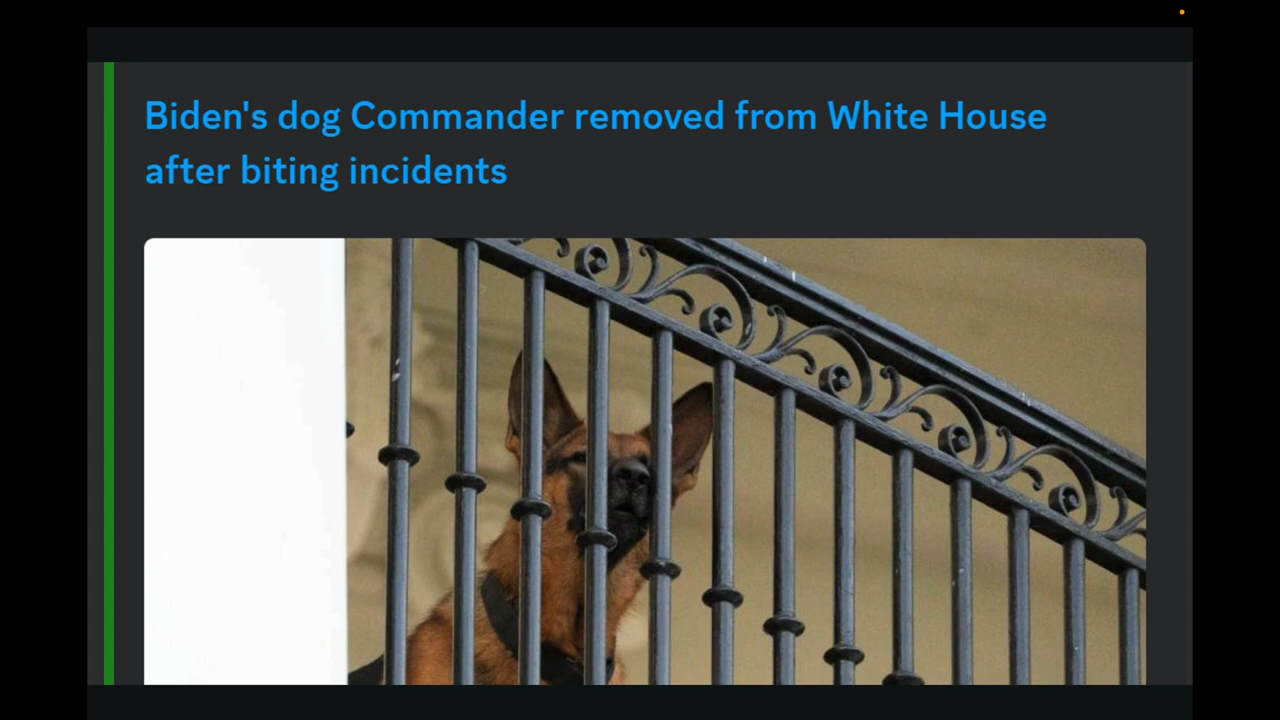 Biden's dog Commander removed from White House
after biting incidents